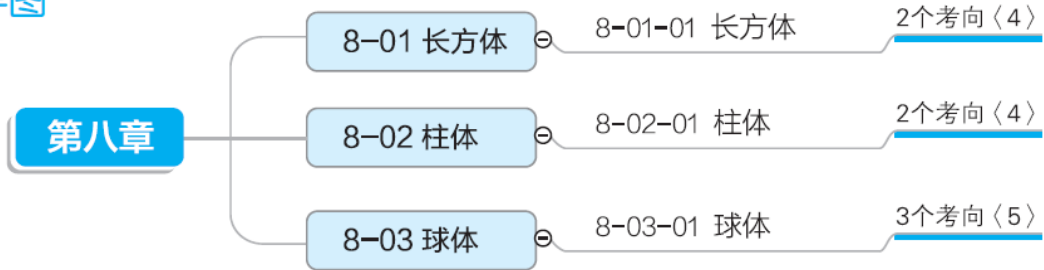 图
第八章
8-01 长方体
8-01-01 长方体
2个考向〈4〉
8-02 柱体
8-02-01 柱体
2个考向〈4〉
8-03 球体
8-03-01 球体
3个考向〈5〉